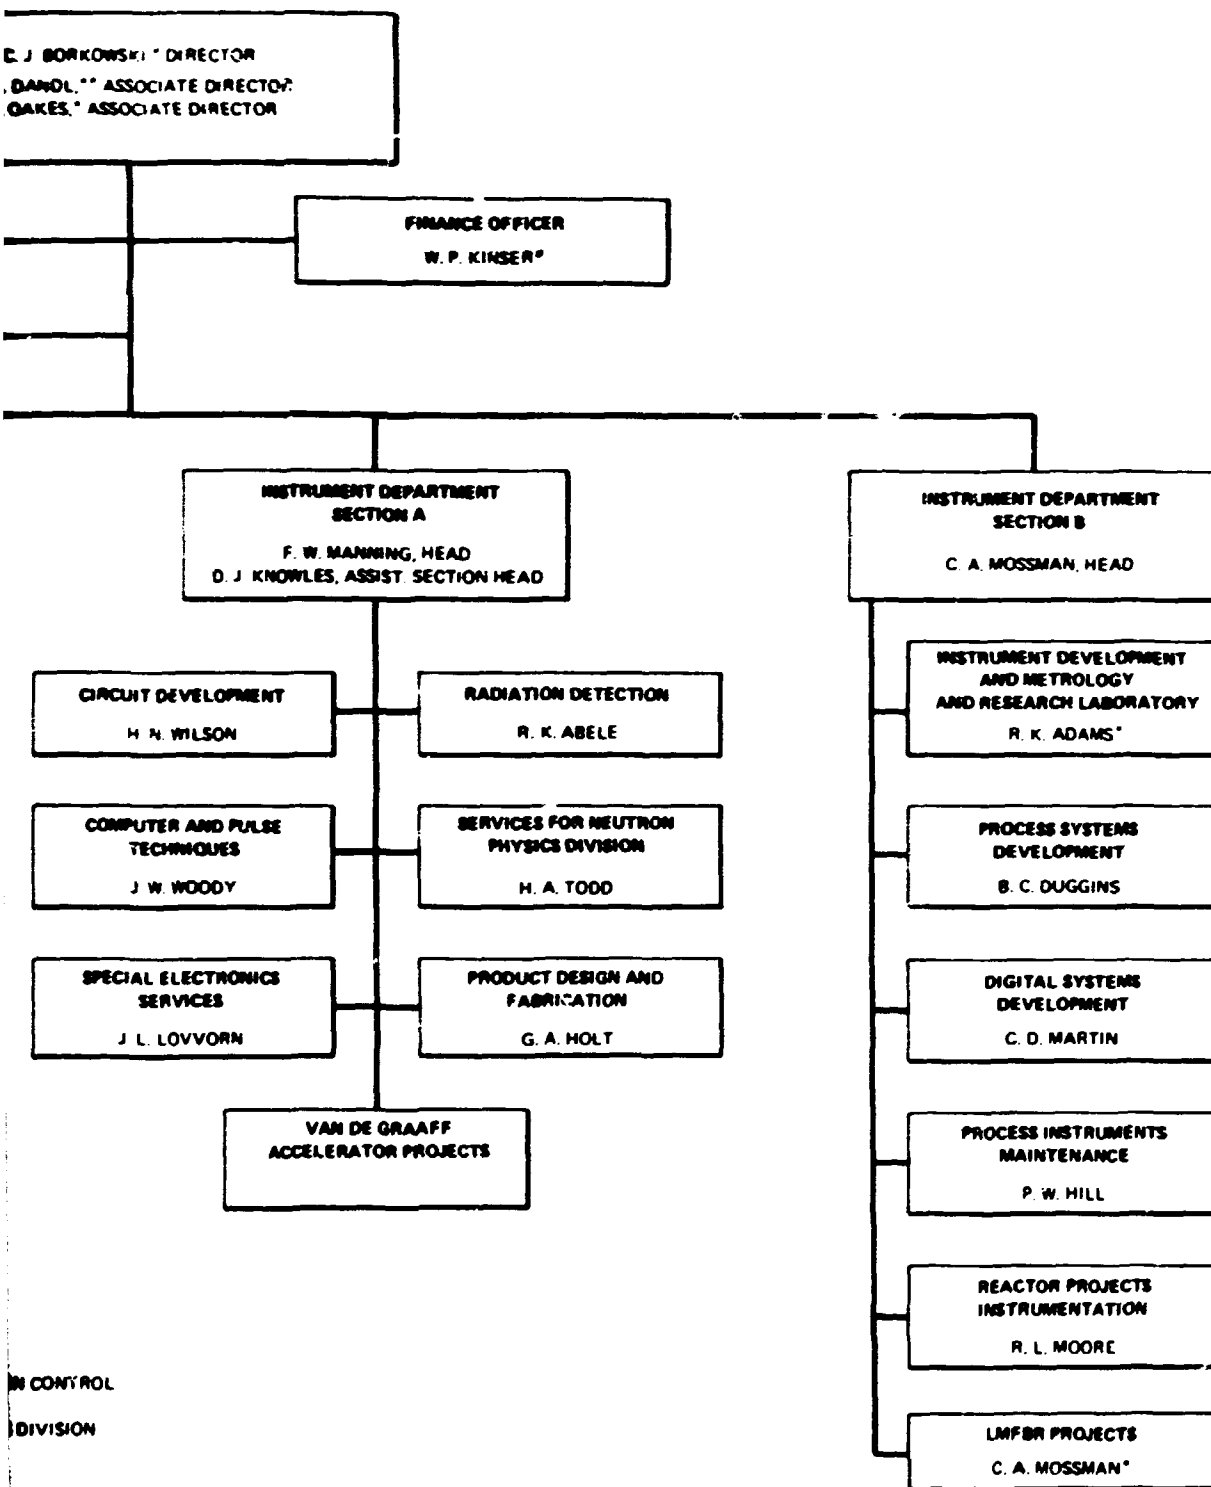 C. J. BORKOWSKI * DIRECTOR
. DANDL, ** ASSOCIATE DIRECTOR
. OAKES, * ASSOCIATE DIRECTOR
FINANCE OFFICER
W. P. KINSER*
INSTRUMENT DEPARTMENT
SECTION A
F. W. MANNING, HEAD
D. J. KNOWLES, ASSIST. SECTION HEAD
INSTRUMENT DEPARTMENT
SECTION B
C. A. MOSSMAN, HEAD
CIRCUIT DEVELOPMENT
H. N. WILSON
RADIATION DETECTION
R. K. ABELE
INSTRUMENT DEVELOPMENT
AND METROLOGY
AND RESEARCH LABORATORY
R. K. ADAMS*
COMPUTER AND PULSE
TECHNIQUES
J. W. WOODY
SERVICES FOR NEUTRON
PHYSICS DIVISION
H. A. TODD
PROCESS SYSTEMS
DEVELOPMENT
B. C. DUGGINS
SPECIAL ELECTRONICS
SERVICES
J. L. LOVVORN
PRODUCT DESIGN AND
FABRICATION
G. A. HOLT
DIGITAL SYSTEMS
DEVELOPMENT
C. D. MARTIN
VAN DE GRAAFF
ACCELERATOR PROJECTS
PROCESS INSTRUMENTS
MAINTENANCE
P. W. HILL
REACTOR PROJECTS
INSTRUMENTATION
R. L. MOORE
N CONTROL
DIVISION
LMFBR PROJECTS
C. A. MOSSMAN*